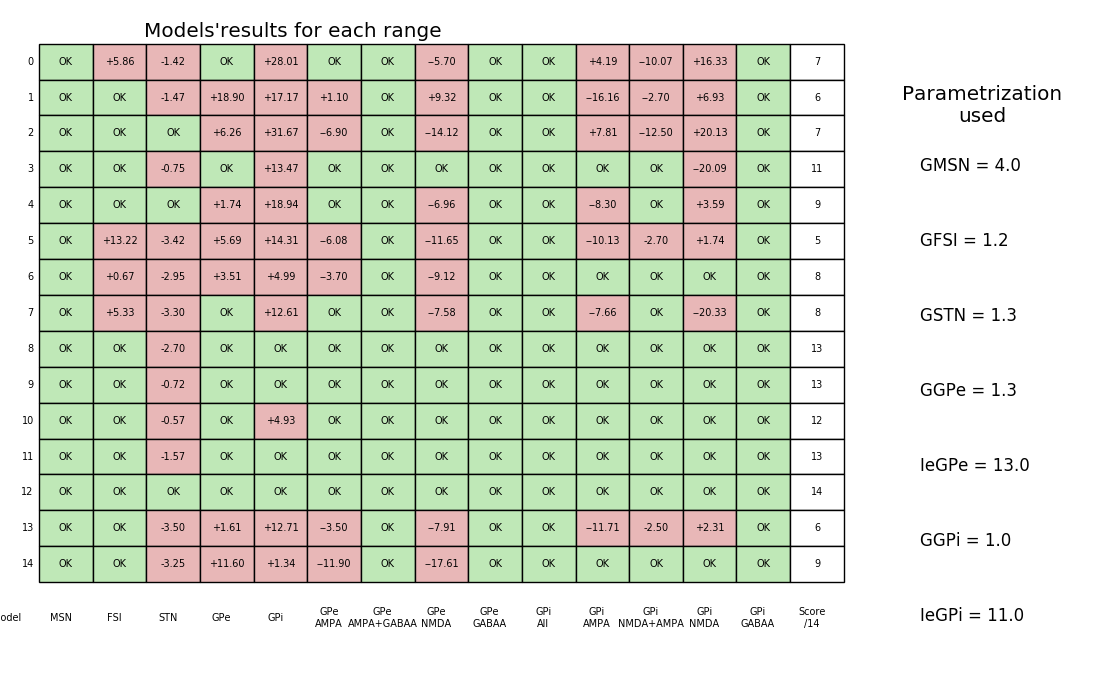 Models'results for each range
0 OK +5.86 -1.42 OK +28.01 OK OK −5.70 OK OK +4.19 −10.07 +16.33 OK 7
1 OK OK -1.47 +18.90 +17.17 +1.10 OK +9.32 OK OK −16.16 −2.70 +6.93 OK 6
2 OK OK OK +6.26 +31.67 −6.90 OK −14.12 OK OK +7.81 −12.50 +20.13 OK 7
3 OK OK -0.75 OK +13.47 OK OK OK OK OK OK OK −20.09 OK 11
4 OK OK OK +1.74 +18.94 OK OK −6.96 OK OK −8.30 OK +3.59 OK 9
5 OK +13.22 -3.42 +5.69 +14.31 −6.08 OK −11.65 OK OK −10.13 -2.70 +1.74 OK 5
6 OK +0.67 -2.95 +3.51 +4.99 −3.70 OK −9.12 OK OK OK OK OK OK 8
7 OK +5.33 -3.30 OK +12.61 OK OK −7.58 OK OK −7.66 OK −20.33 OK 8
8 OK OK -2.70 OK OK OK OK OK OK OK OK OK OK OK 13
9 OK OK -0.72 OK OK OK OK OK OK OK OK OK OK OK 13
10 OK OK -0.57 OK +4.93 OK OK OK OK OK OK OK OK OK 12
11 OK OK -1.57 OK OK OK OK OK OK OK OK OK OK OK 13
12 OK OK OK OK OK OK OK OK OK OK OK OK OK OK 14
13 OK OK -3.50 +1.61 +12.71 −3.50 OK −7.91 OK OK −11.71 -2.50 +2.31 OK 6
14 OK OK -3.25 +11.60 +1.34 −11.90 OK −17.61 OK OK OK OK OK OK 9
odel MSN FSI STN GPe GPi GPe GPe GPe GPe GPi GPi GPi GPi GPi Score
AMPA AMPA+GABAA NMDA GABAA All AMPA NMDA+AMPA NMDA GABAA /14
Parametrization
used
GMSN = 4.0
GFSI = 1.2
GSTN = 1.3
GGPe = 1.3
IeGPe = 13.0
GGPi = 1.0
IeGPi = 11.0